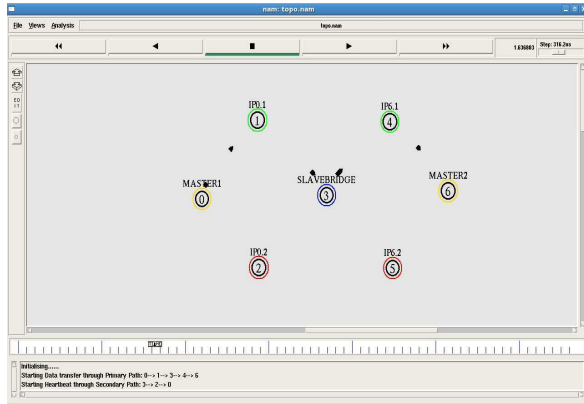 nam: topo.nam
File Views Analysis topo.nam
1.636983 Step: 316.2ns
IP0.1
1
IP6.1
4
MASTER1
0
SLAVEBRIDGE
3
MASTER2
6
IP0.2
2
IP6.2
5
Initialising......
Starting Data transfer through Primary Path: 0--> 1--> 3--> 4--> 6
Starting Heartbeat through Secondary Path: 3--> 2--> 0